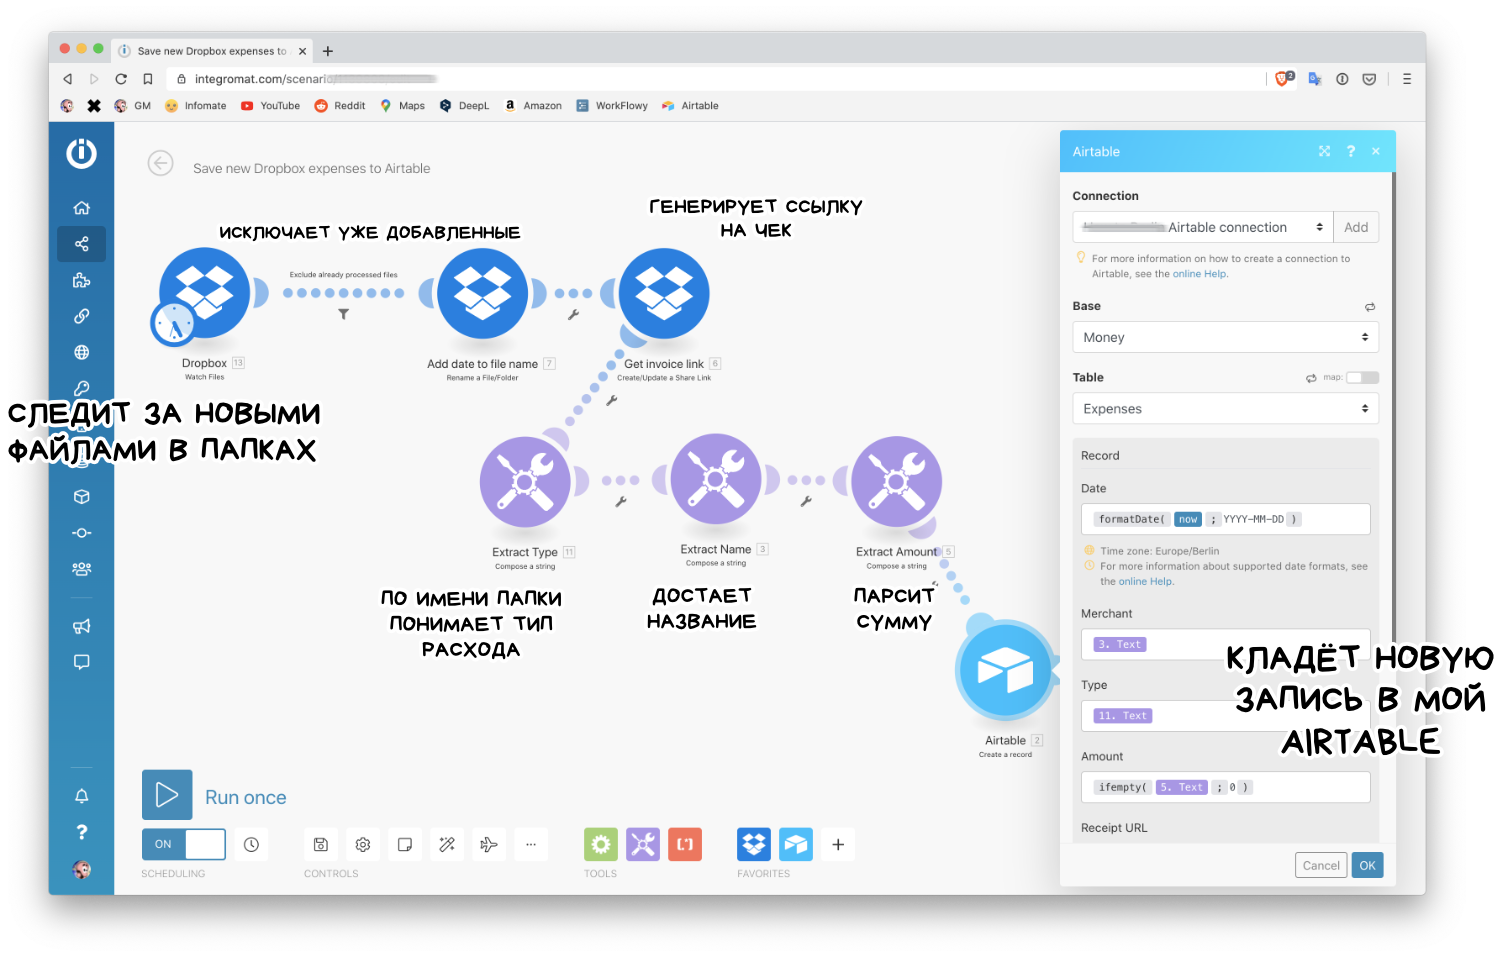 Save new Dropbox expenses to
integromat.com/scenario/
2
GM
Infomate
YouTube
Reddit
Maps
DeepL
Amazon
WorkFlowy
Airtable
Save new Dropbox expenses to Airtable
ИСКЛЮЧАЕТ УЖЕ ДОБАВЛЕННЫЕ
ГЕНЕРИРУЕТ ССЫЛКУ
НА ЧЕК
Exclude already processed files
Dropbox 13
Watch Files
Add date to file name 7
Rename a File/Folder
Get invoice link 6
Create/Update a Share Link
СЛЕДИТ ЗА НОВЫМИ
ФАЙЛАМИ В ПАПКАХ
Extract Type 11
Compose a string
Extract Name 3
Compose a string
Extract Amount 5
Compose a string
ПО ИМЕНИ ПАПКИ
ПОНИМАЕТ ТИП
РАСХОДА
ДОСТАЕТ
НАЗВАНИЕ
ПАРСИТ
СУММУ
Airtable 2
Create a record
Run once
ON
SCHEDULING
CONTROLS
TOOLS
FAVORITES
Airtable
Connection
Airtable connection
Add
For more information on how to create a connection to
Airtable, see the online Help.
Base
Money
Table
map:
Expenses
Record
Date
formatDate( now ; YYYY-MM-DD )
Time zone: Europe/Berlin
For more information about supported date formats, see
the online Help.
Merchant
3. Text
Type
11. Text
КЛАДЁТ НОВУЮ
ЗАПИСЬ В МОЙ
AIRTABLE
Amount
ifempty( 5. Text ; 0 )
Receipt URL
Cancel
OK